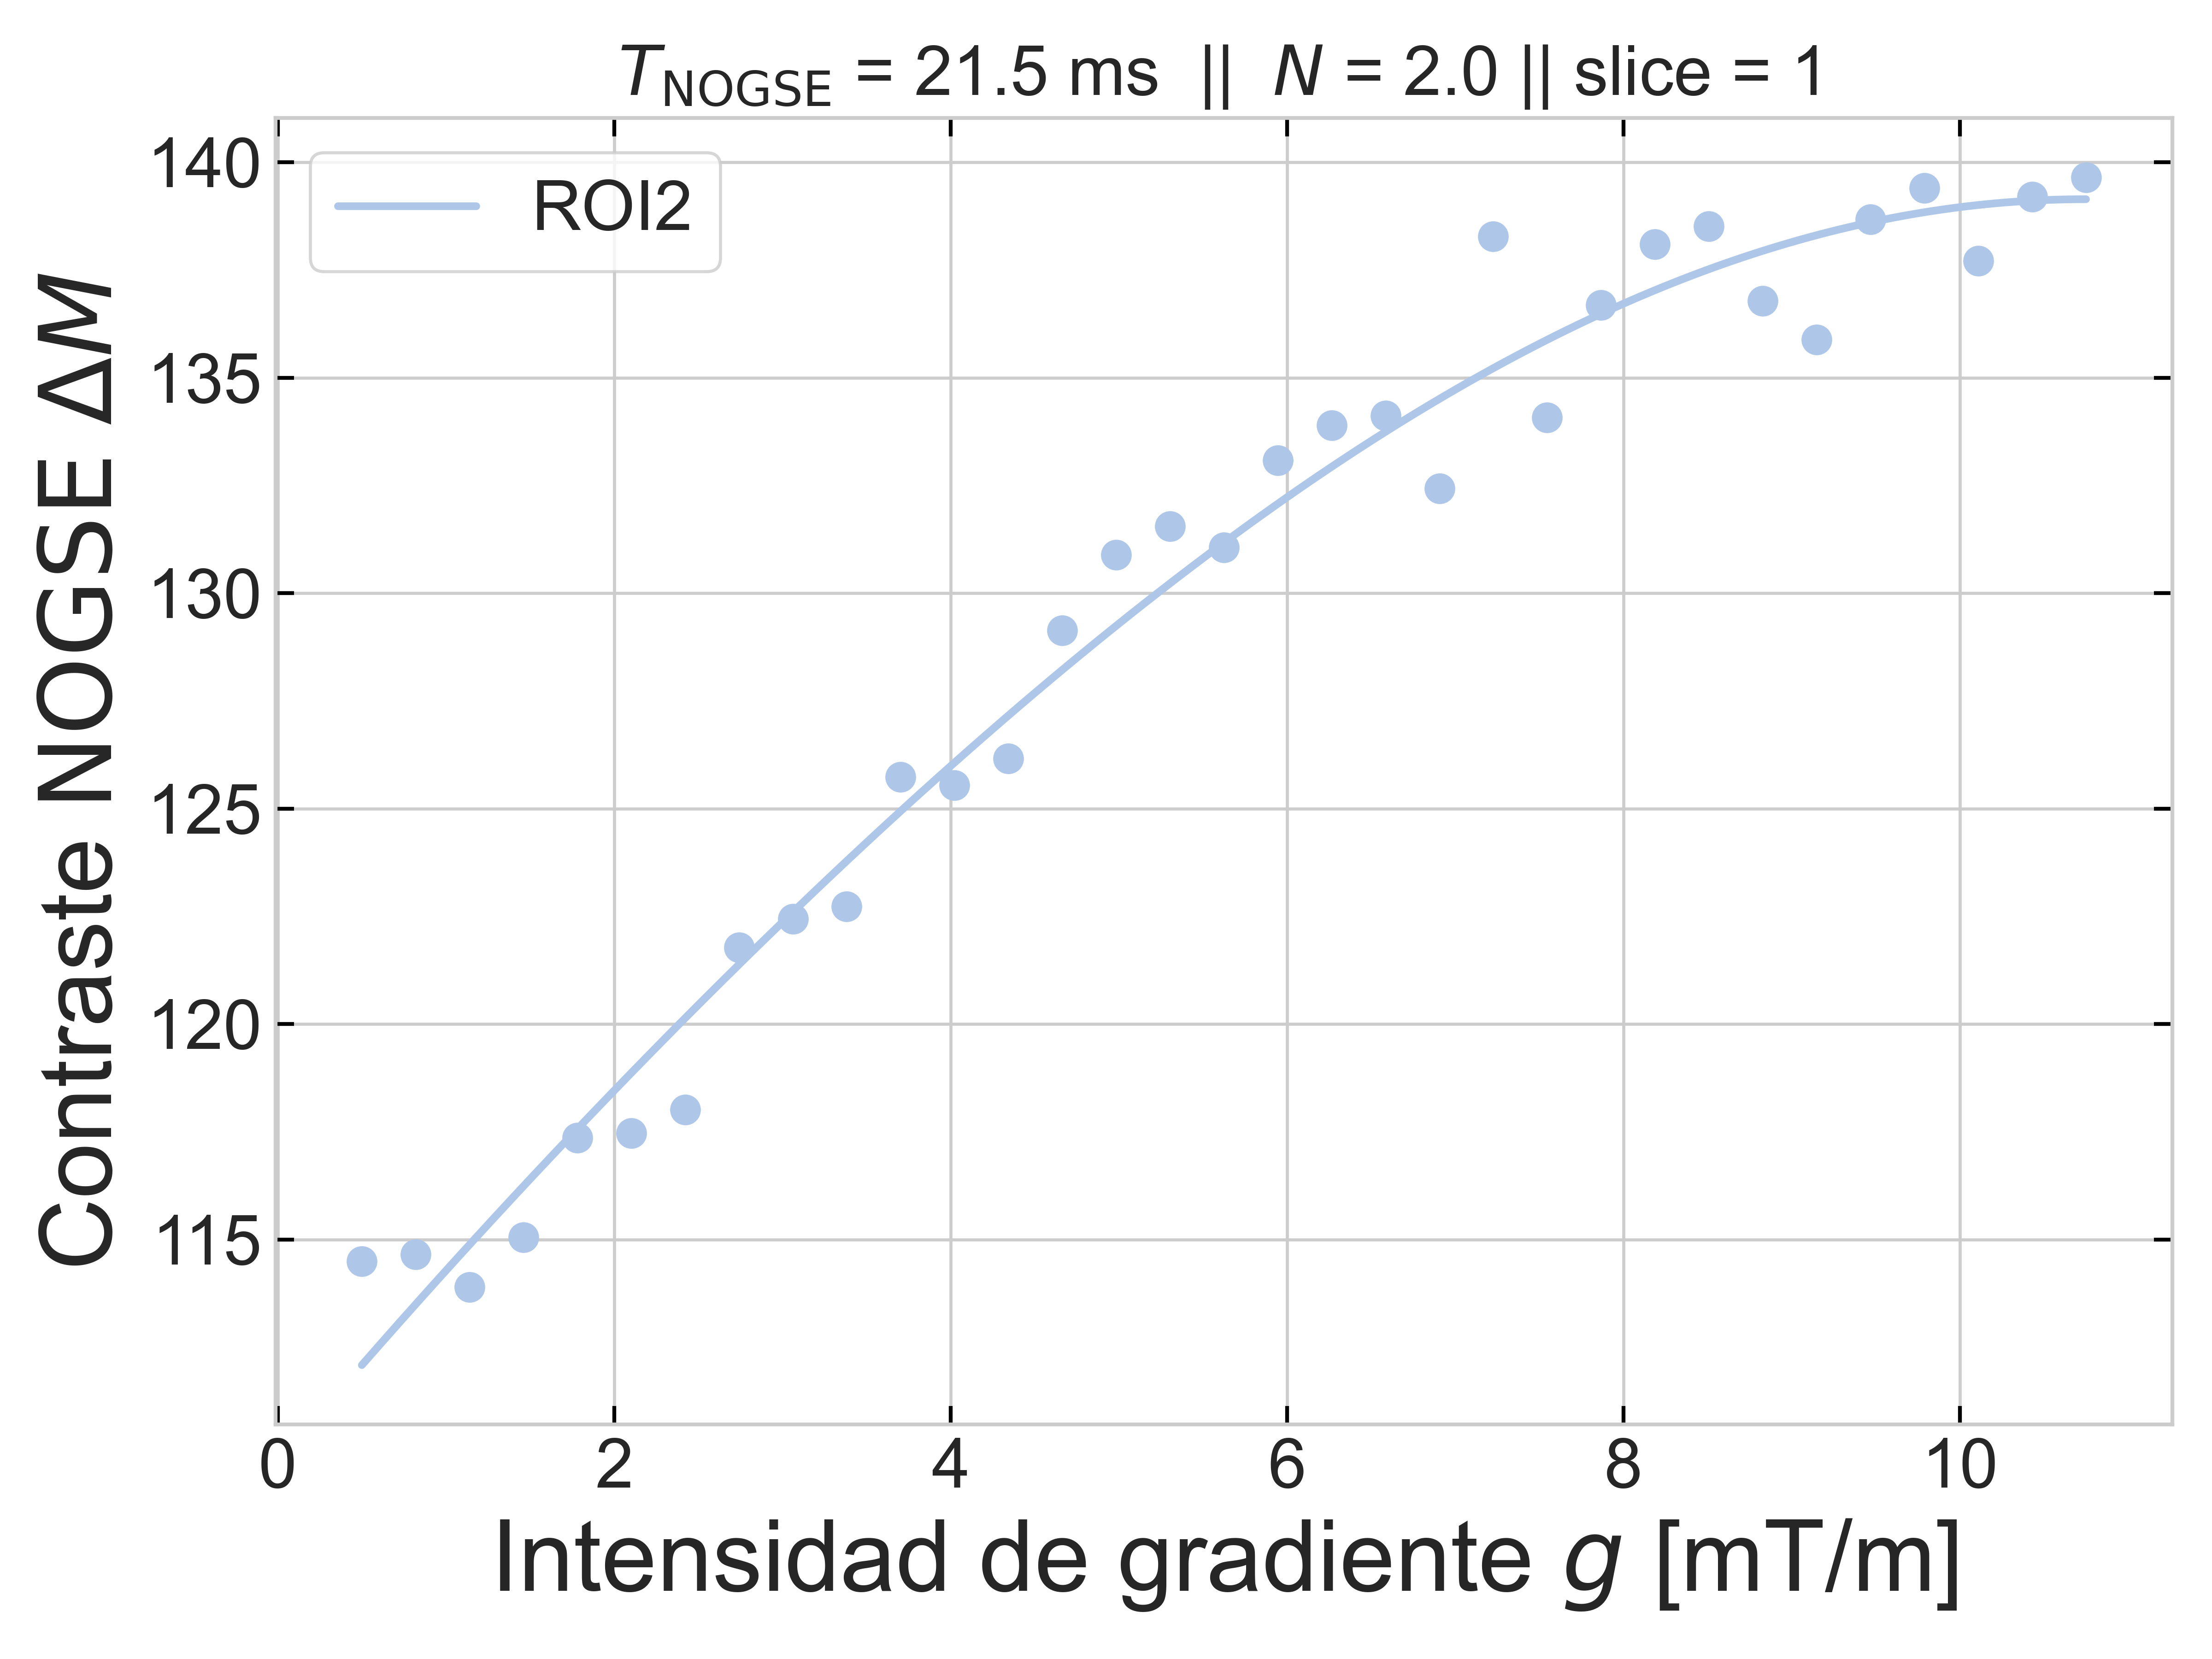 T_NOGSE = 21.5 ms || N = 2.0 || slice = 1
ROI2
140
135
130
125
120
115
Contraste NOGSE ΔM
0 2 4 6 8 10
Intensidad de gradiente g [mT/m]